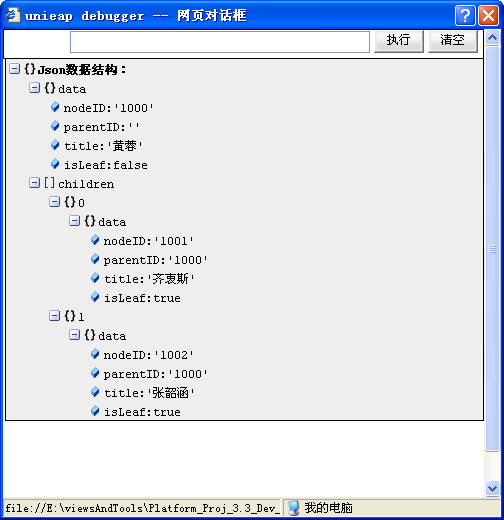 unieap debugger -- 网页对话框
执行 清空
{}Json数据结构：
{}data
nodeID:'1000'
parentID:''
title:'黄蓉'
isLeaf:false
[]children
{}0
{}data
nodeID:'1001'
parentID:'1000'
title:'齐衷斯'
isLeaf:true
{}1
{}data
nodeID:'1002'
parentID:'1000'
title:'张韶涵'
isLeaf:true
file://E:\viewsAndTools\Platform_Proj_3.3_Dev_ 我的电脑